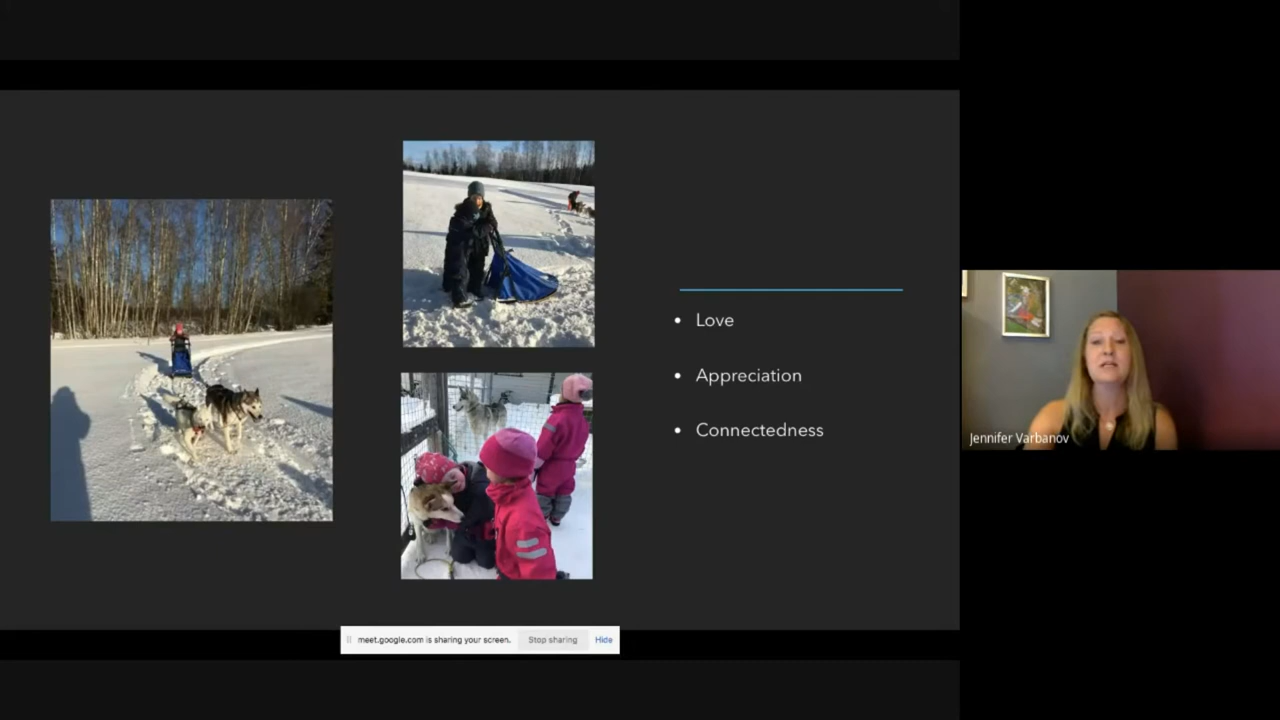 • Love
• Appreciation
• Connectedness
Jennifer Varbanov
meet.google.com is sharing your screen. Stop sharing Hide